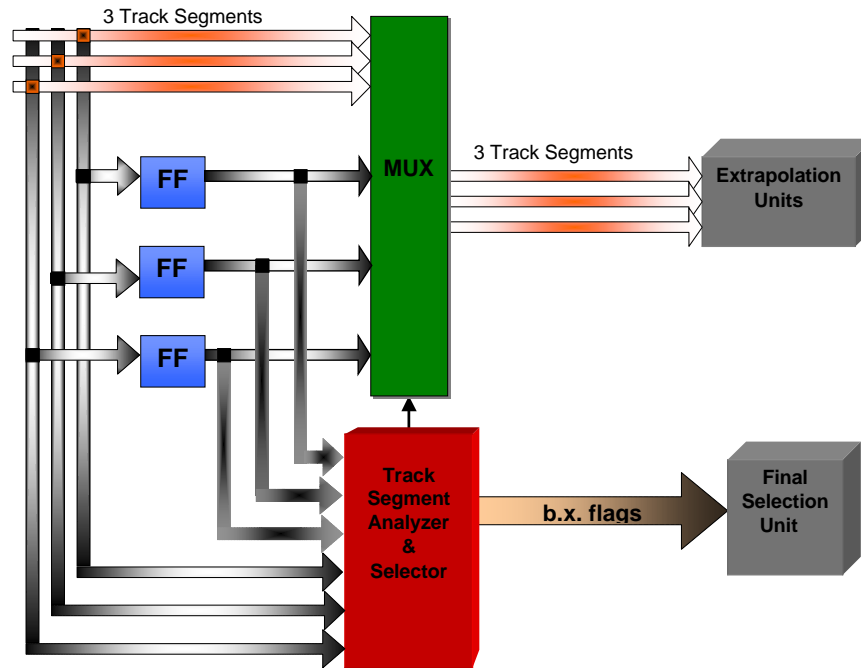 3 Track Segments
FF
FF
FF
MUX
3 Track Segments
Extrapolation
Units
Track
Segment
Analyzer
&
Selector
b.x. flags
Final
Selection
Unit